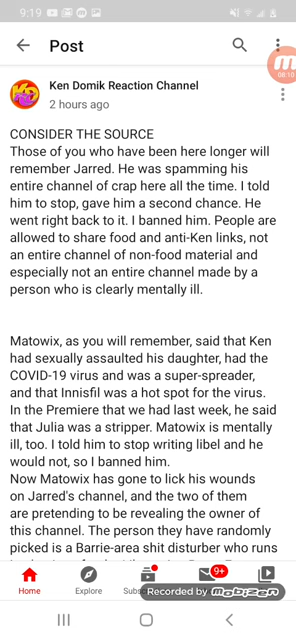 9:19
Post
08:10
Ken Domik Reaction Channel
2 hours ago
CONSIDER THE SOURCE
Those of you who have been here longer will
remember Jarred. He was spamming his
entire channel of crap here all the time. I told
him to stop, gave him a second chance. He
went right back to it. I banned him. People are
allowed to share food and anti-Ken links, not
an entire channel of non-food material and
especially not an entire channel made by a
person who is clearly mentally ill.
Matowix, as you will remember, said that Ken
had sexually assaulted his daughter, had the
COVID-19 virus and was a super-spreader,
and that Innisfil was a hot spot for the virus.
In the Premiere that we had last week, he said
that Julia was a stripper. Matowix is mentally
ill, too. I told him to stop writing libel and he
would not, so I banned him.
Now Matowix has gone to lick his wounds
on Jarred's channel, and the two of them
are pretending to be revealing the owner of
this channel. The person they have randomly
picked is a Barrie-area shit disturber who runs
9+
Home
Explore
Recorded by mobizen